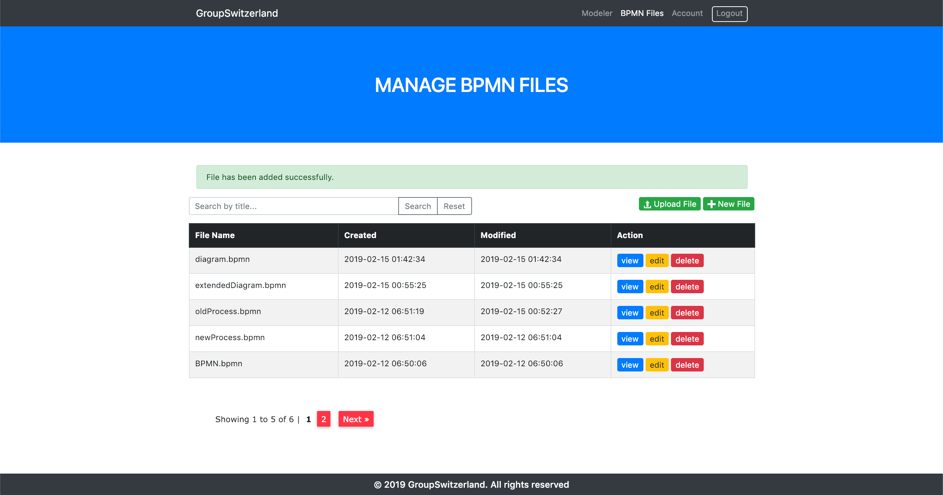 GroupSwitzerland Modeler BPMN Files Account Logout
MANAGE BPMN FILES
File has been added successfully.
Search by title... Search Reset Upload File New File
File Name Created Modified Action
diagram.bpmn 2019-02-15 01:42:34 2019-02-15 01:42:34 view edit delete
extendedDiagram.bpmn 2019-02-15 00:55:25 2019-02-15 00:55:25 view edit delete
oldProcess.bpmn 2019-02-12 06:51:19 2019-02-15 00:52:27 view edit delete
newProcess.bpmn 2019-02-12 06:51:04 2019-02-12 06:51:04 view edit delete
BPMN.bpmn 2019-02-12 06:50:06 2019-02-12 06:50:06 view edit delete
Showing 1 to 5 of 6 | 1 2 Next »
© 2019 GroupSwitzerland. All rights reserved